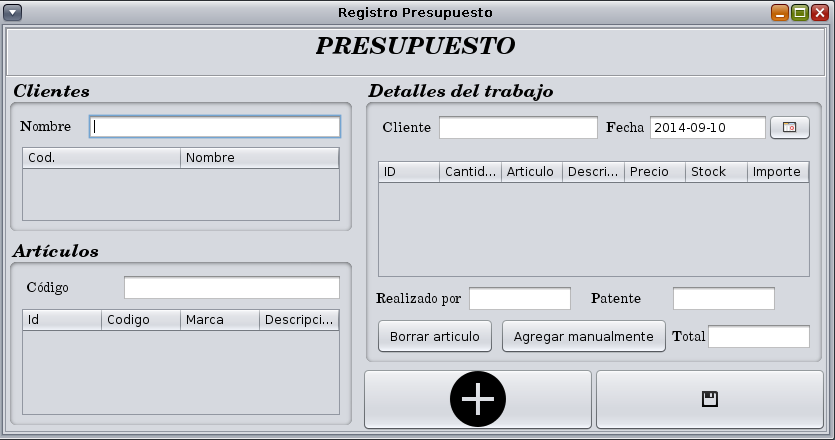 Registro Presupuesto
PRESUPUESTO
Clientes
Nombre
Cod. Nombre
Artículos
Código
Id Codigo Marca Descripci...
Detalles del trabajo
Cliente Fecha 2014-09-10
ID Cantid... Articulo Descri... Precio Stock Importe
Realizado por Patente
Borrar articulo Agregar manualmente Total